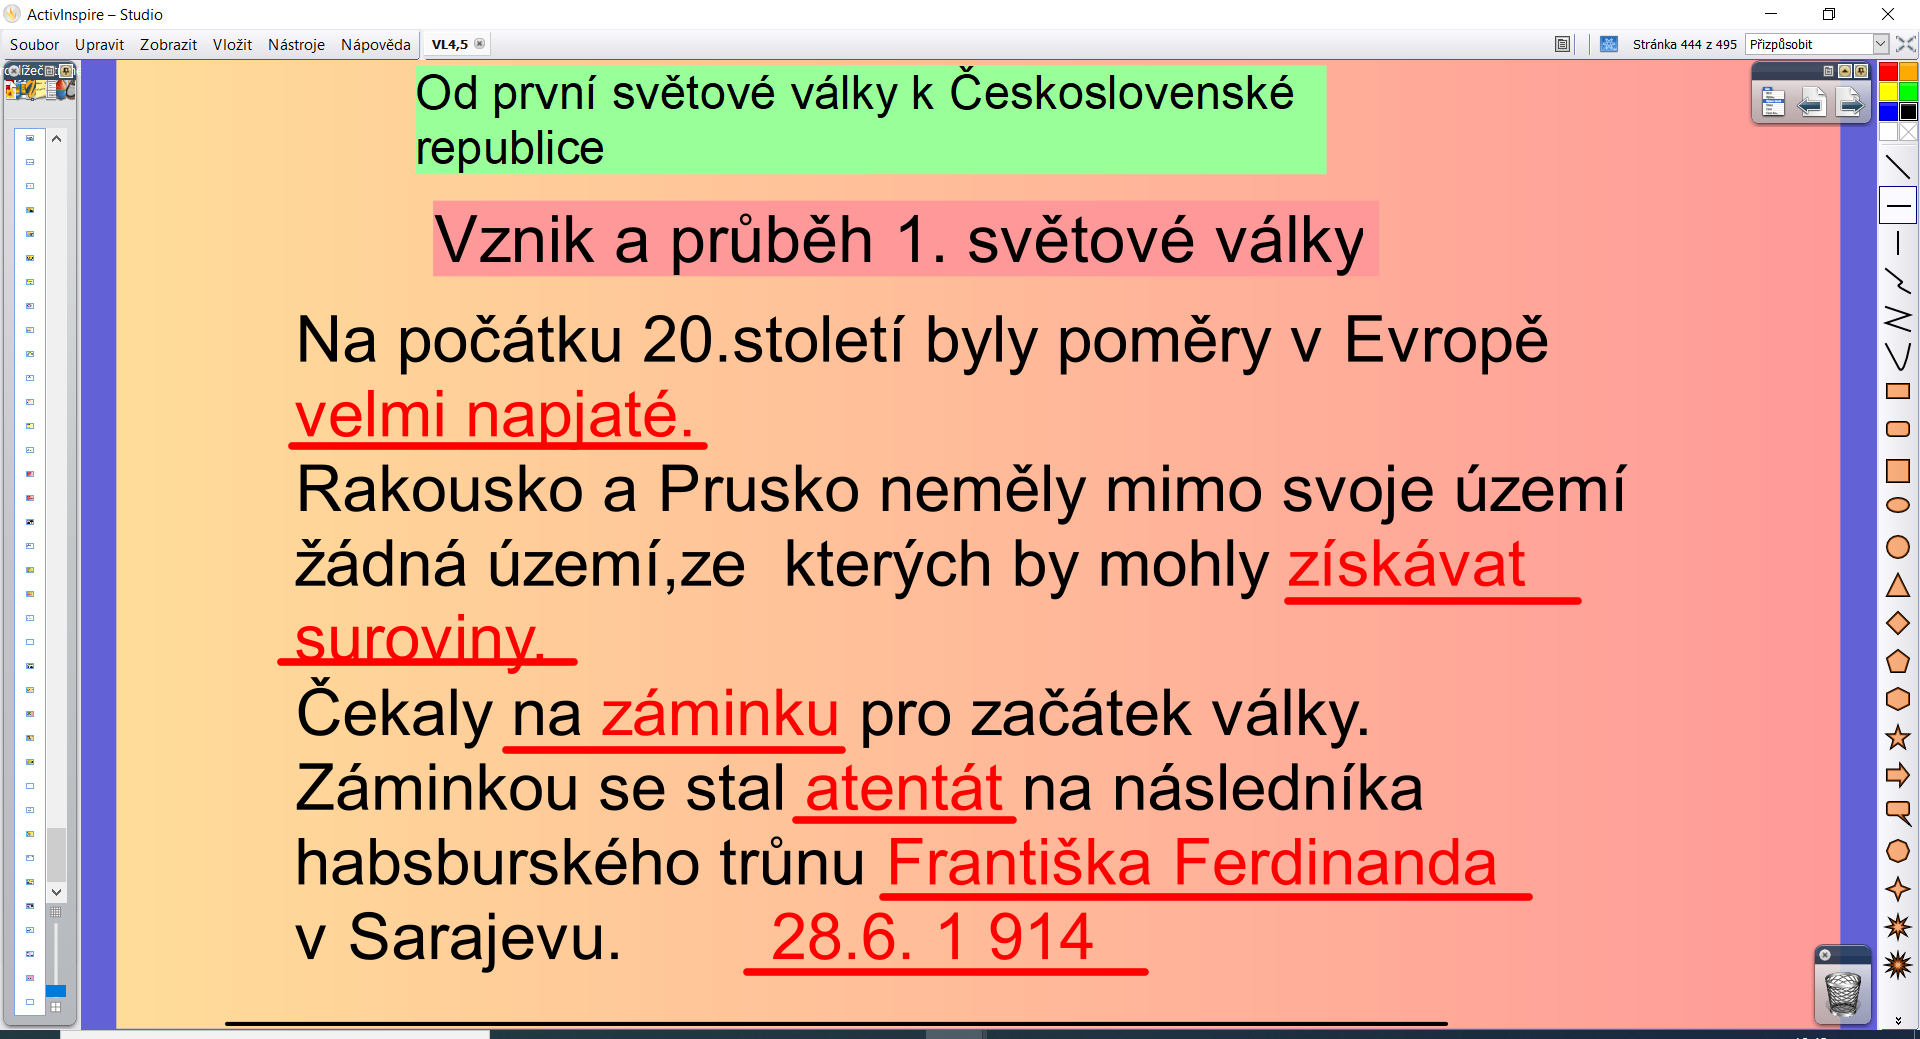 ActivInspire – Studio
Soubor Upravit Zobrazit Vložit Nástroje Nápověda VL4,5 Stránka 444 z 495 Přizpůsobit
Od první světové války k Československé
republice
Vznik a průběh 1. světové války
Na počátku 20.století byly poměry v Evropě
velmi napjaté.
Rakousko a Prusko neměly mimo svoje území
žádná území,ze  kterých by mohly získávat
suroviny.
Čekaly na záminku pro začátek války.
Záminkou se stal atentát na následníka
habsburského trůnu Františka Ferdinanda
v Sarajevu. 28.6. 1 914